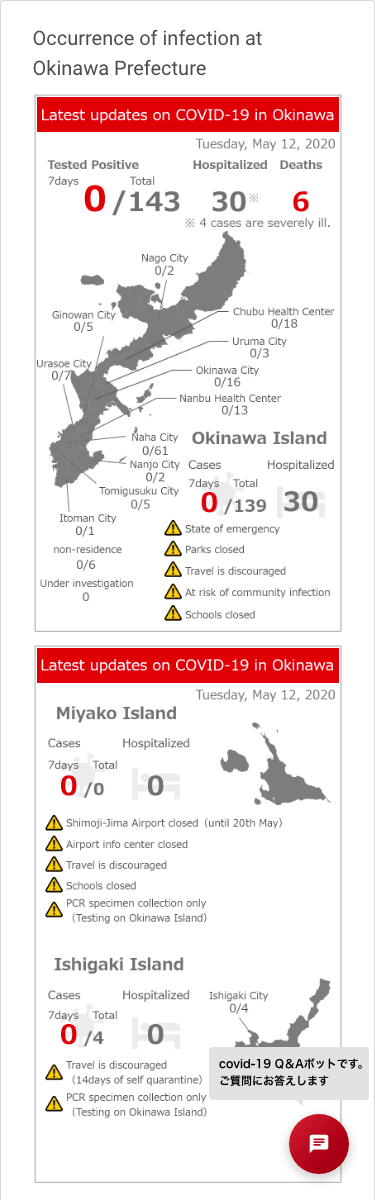 Occurrence of infection at
Okinawa Prefecture
Latest updates on COVID-19 in Okinawa
Tuesday, May 12, 2020
Tested Positive
Hospitalized
Deaths
7days
Total
0/143
30※
6
※ 4 cases are severely ill.
Nago City
0/2
Ginowan City
0/5
Chubu Health Center
0/18
Uruma City
0/3
Urasoe City
0/7
Okinawa City
0/16
Nanbu Health Center
0/13
Naha City
0/61
Nanjo City
0/2
Tomigusuku City
0/5
Itoman City
0/1
non-residence
0/6
Under investigation
0
Okinawa Island
Cases
Hospitalized
7days
Total
0/139
30
State of emergency
Parks closed
Travel is discouraged
At risk of community infection
Schools closed
Latest updates on COVID-19 in Okinawa
Tuesday, May 12, 2020
Miyako Island
Cases
Hospitalized
7days
Total
0/0
0
Shimoji-Jima Airport closed（until 20th May）
Airport info center closed
Travel is discouraged
Schools closed
PCR specimen collection only
（Testing on Okinawa Island）
Ishigaki Island
Cases
Hospitalized
7days
Total
0/4
0
Ishigaki City
0/4
Travel is discouraged
（14days of self quarantine）
PCR specimen collection only
（Testing on Okinawa Island）
covid-19 Q&Aボットです。
ご質問にお答えします